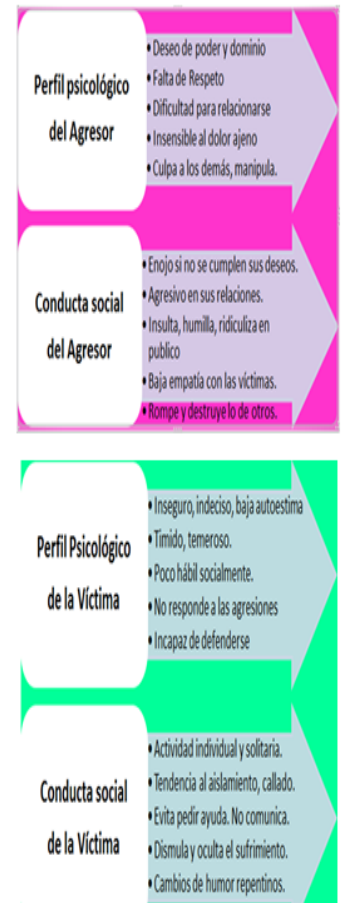 Perfil psicológico
del Agresor
• Deseo de poder y dominio
• Falta de Respeto
• Dificultad para relacionarse
• Insensible al dolor ajeno
• Culpa a los demás, manipula.
Conducta social
del Agresor
• Enojo si no se cumplen sus deseos.
• Agresivo en sus relaciones.
• Insulta, humilla, ridiculiza en
publico
• Baja empatía con las víctimas.
• Rompe y destruye lo de otros.
Perfil Psicológico
de la Víctima
• Inseguro, indeciso, baja autoestima
• Tímido, temeroso.
• Poco hábil socialmente.
• No responde a las agresiones
• Incapaz de defenderse
Conducta social
de la Víctima
• Actividad individual y solitaria.
• Tendencia al aislamiento, callado.
• Evita pedir ayuda. No comunica.
• Dismula y oculta el sufrimiento.
• Cambios de humor repentinos.